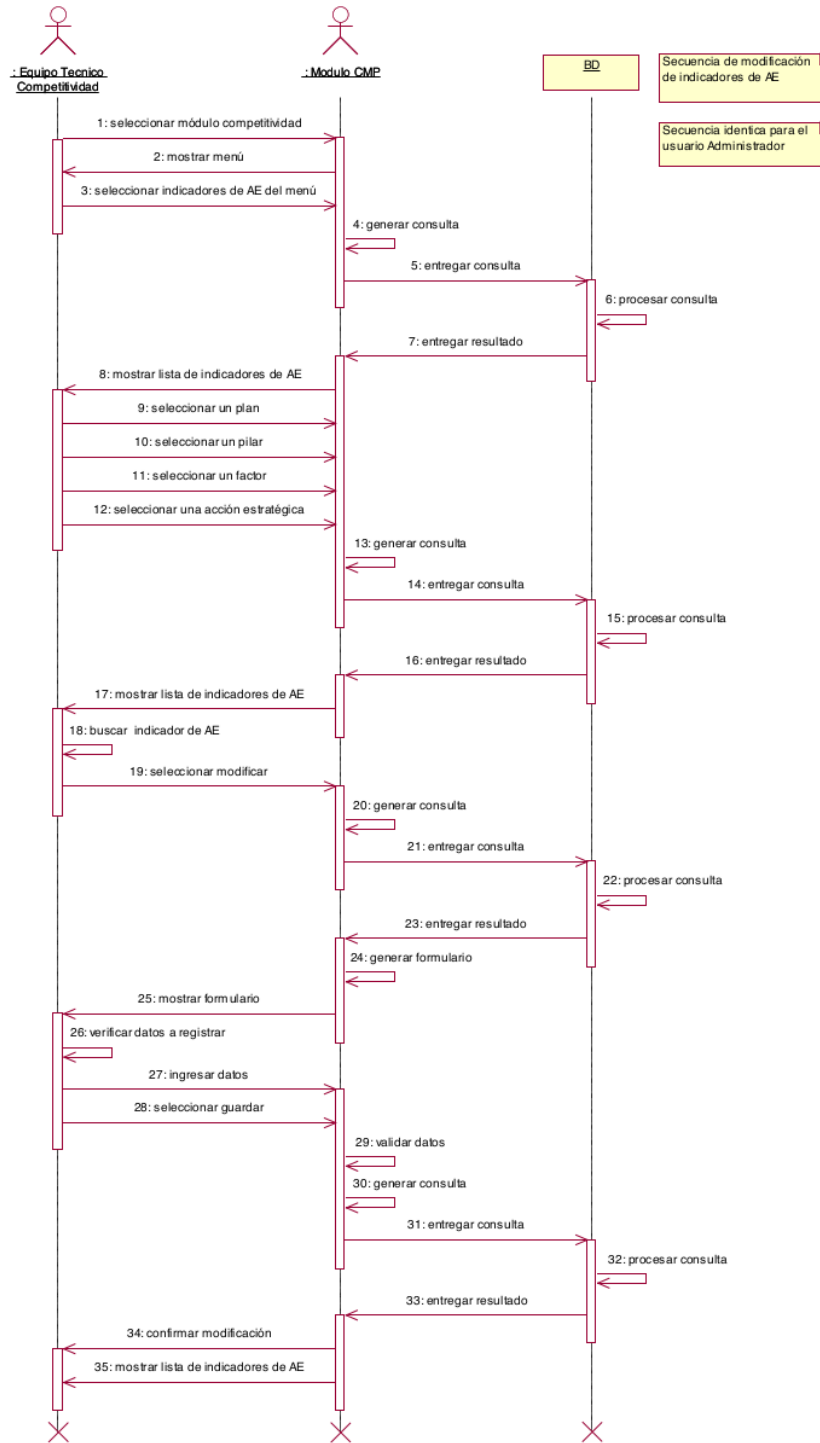 : Equipo Tecnico
Competitividad
: Modulo CMP
BD
Secuencia de modificación
de indicadores de AE
Secuencia identica para el
usuario Administrador
1: seleccionar módulo competitividad
2: mostrar menú
3: seleccionar indicadores de AE del menú
4: generar consulta
5: entregar consulta
6: procesar consulta
7: entregar resultado
8: mostrar lista de indicadores de AE
9: seleccionar un plan
10: seleccionar un pilar
11: seleccionar un factor
12: seleccionar una acción estratégica
13: generar consulta
14: entregar consulta
15: procesar consulta
16: entregar resultado
17: mostrar lista de indicadores de AE
18: buscar indicador de AE
19: seleccionar modificar
20: generar consulta
21: entregar consulta
22: procesar consulta
23: entregar resultado
24: generar formulario
25: mostrar formulario
26: verificar datos a registrar
27: ingresar datos
28: seleccionar guardar
29: validar datos
30: generar consulta
31: entregar consulta
32: procesar consulta
33: entregar resultado
34: confirmar modificación
35: mostrar lista de indicadores de AE